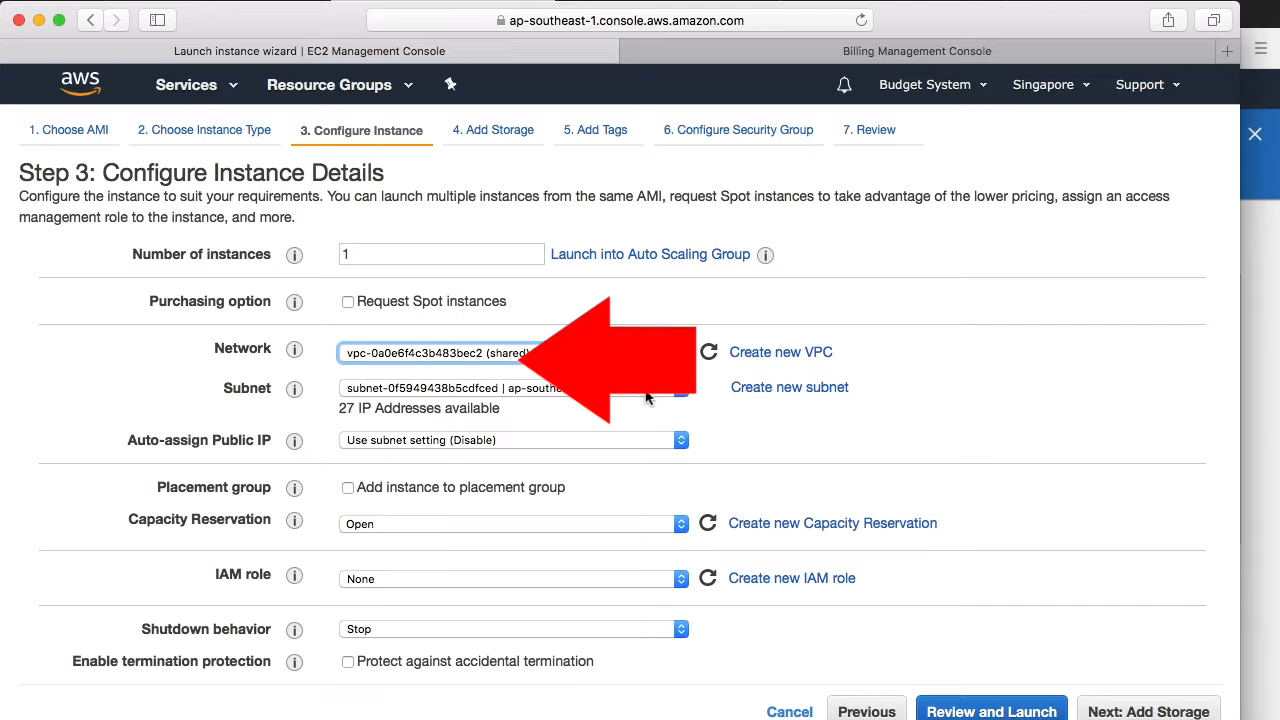 ap-southeast-1.console.aws.amazon.com
Launch instance wizard | EC2 Management Console
Billing Management Console
aws
Services
Resource Groups
Budget System
Singapore
Support
1. Choose AMI
2. Choose Instance Type
3. Configure Instance
4. Add Storage
5. Add Tags
6. Configure Security Group
7. Review
Step 3: Configure Instance Details
Configure the instance to suit your requirements. You can launch multiple instances from the same AMI, request Spot instances to take advantage of the lower pricing, assign an access
management role to the instance, and more.
Number of instances
1
Launch into Auto Scaling Group
Purchasing option
Request Spot instances
Network
vpc-0a0e6f4c3b483bec2 (shared)
Create new VPC
Subnet
subnet-0f5949438b5cdfced |
Create new subnet
27 IP Addresses available
Auto-assign Public IP
Use subnet setting (Disable)
Placement group
Add instance to placement group
Capacity Reservation
Open
Create new Capacity Reservation
IAM role
None
Create new IAM role
Shutdown behavior
Stop
Enable termination protection
Protect against accidental termination
Cancel
Previous
Review and Launch
Next: Add Storage